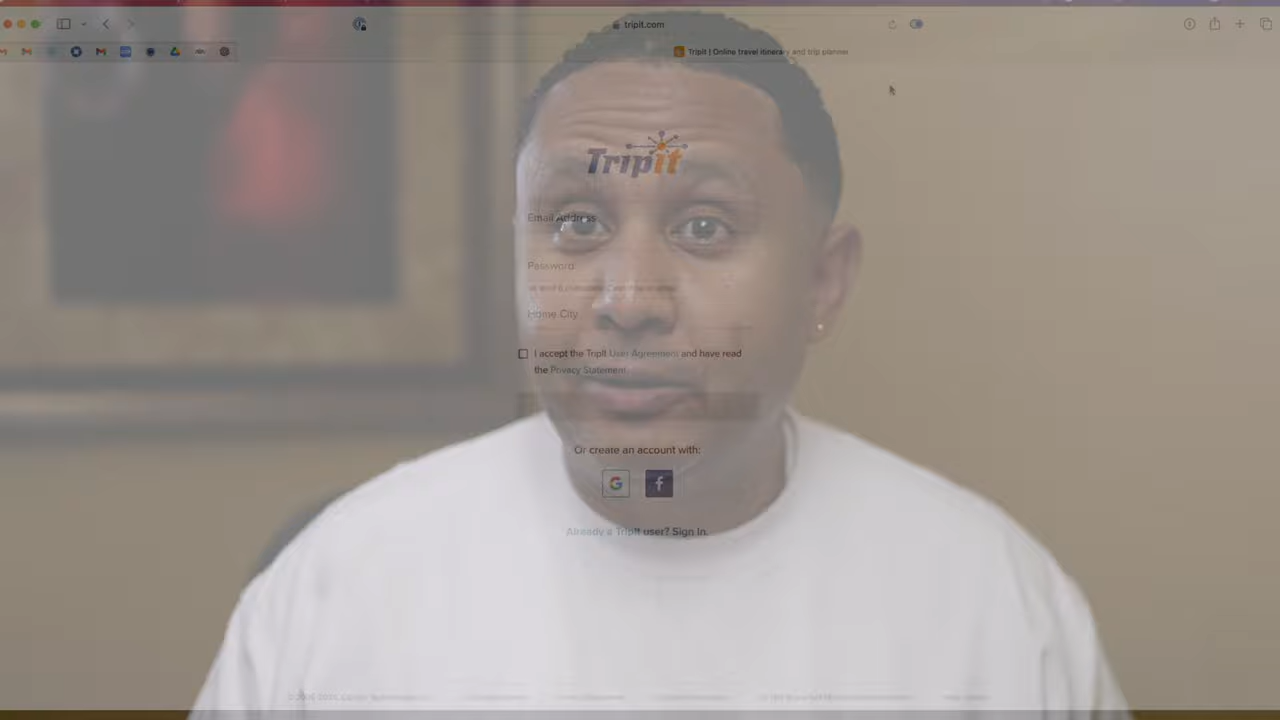 tripit.com
TripIt | Online travel itinerary and trip planner
Tripit
Email Address
Password
Home City
I accept the TripIt User Agreement and have read
the Privacy Statement
Or create an account with:
G
f
Already a TripIt user? Sign In.